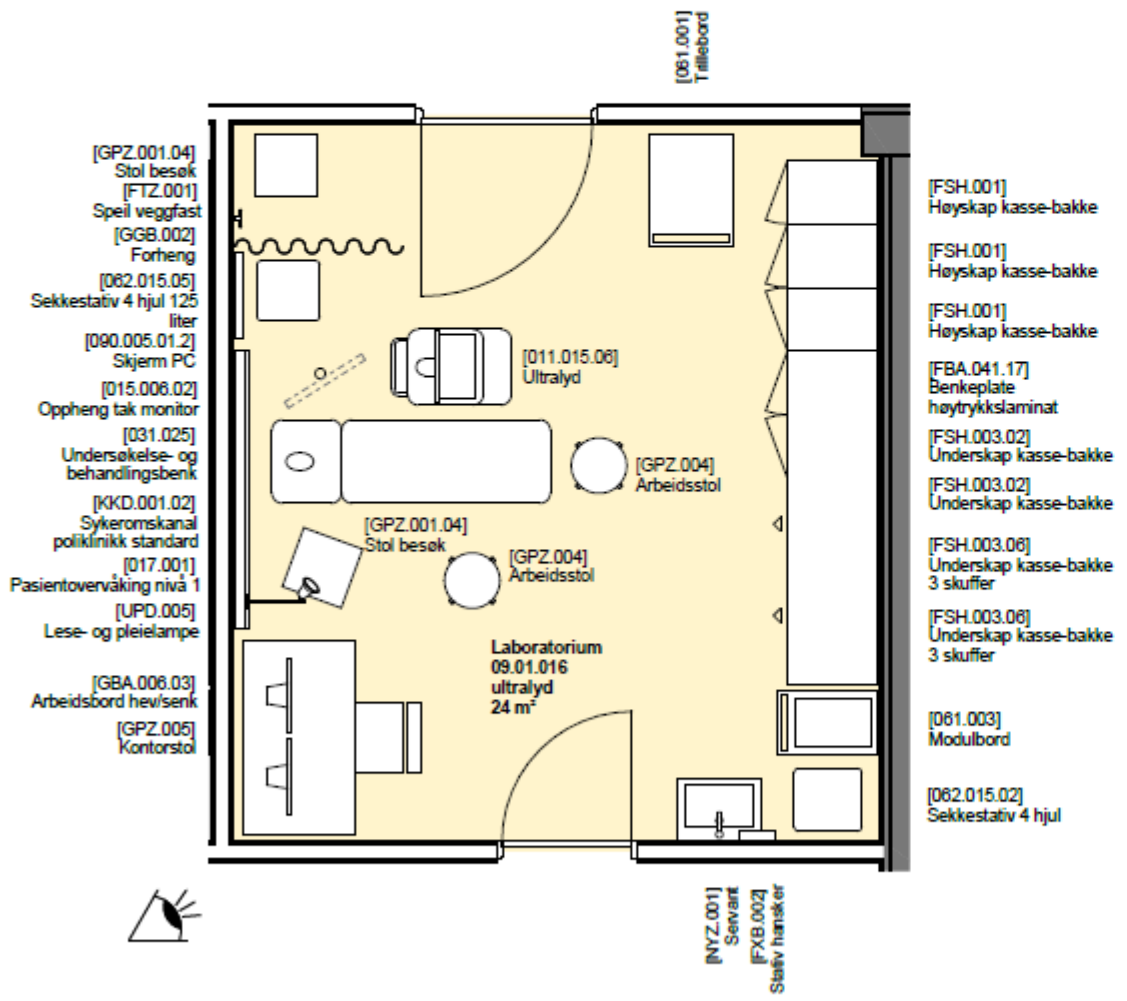 [061.001]
Trillebord
[GPZ.001.04]
Stol besøk
[FTZ.001]
Speil veggfast
[GGB.002]
Forheng
[062.015.05]
Sekkestativ 4 hjul 125
liter
[090.005.01.2]
Skjerm PC
[015.006.02]
Oppheng tak monitor
[031.025]
Undersøkelse- og
behandlingsbenk
[KKD.001.02]
Sykeromskanal
poliklinikk standard
[017.001]
Pasientovervåking nivå 1
[UPD.005]
Lese- og pleielampe
[GBA.006.03]
Arbeidsbord hev/senk
[GPZ.005]
Kontorstol
[011.015.06]
Ultralyd
[GPZ.004]
Arbeidsstol
[GPZ.001.04]
Stol besøk
[GPZ.004]
Arbeidsstol
Laboratorium
09.01.016
ultralyd
24 m²
[FSH.001]
Høyskap kasse-bakke
[FSH.001]
Høyskap kasse-bakke
[FSH.001]
Høyskap kasse-bakke
[FBA.041.17]
Benkeplate
høytrykkslaminat
[FSH.003.02]
Underskap kasse-bakke
[FSH.003.02]
Underskap kasse-bakke
[FSH.003.06]
Underskap kasse-bakke
3 skuffer
[FSH.003.06]
Underskap kasse-bakke
3 skuffer
[061.003]
Modulbord
[062.015.02]
Sekkestativ 4 hjul
[NYZ.001]
Servant
[FXB.002]
Stativ hansker